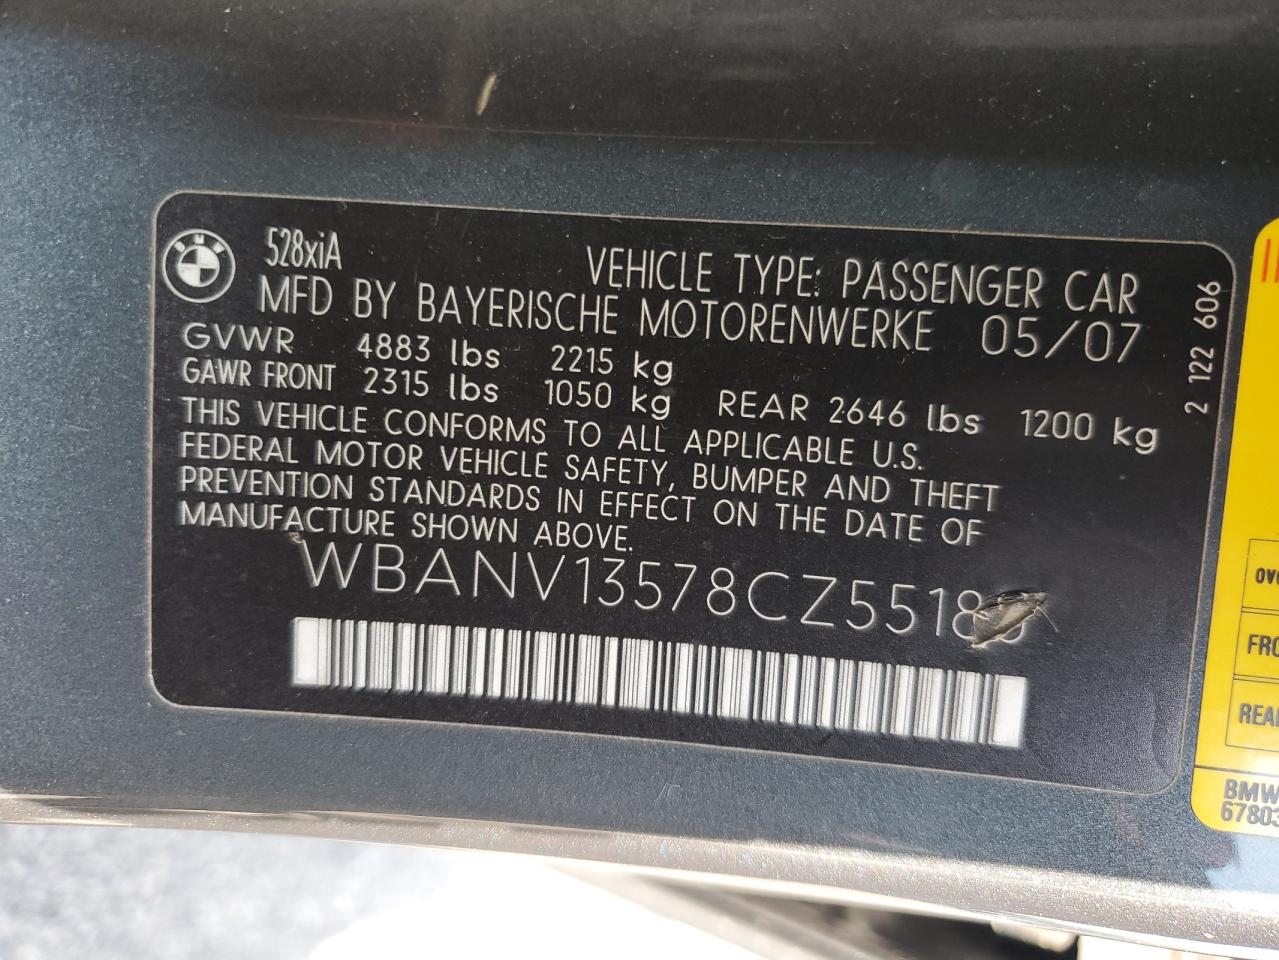 BMW
528xiA
VEHICLE TYPE: PASSENGER CAR
MFD BY BAYERISCHE MOTORENWERKE 05/07
GVWR 4883 lbs 2215 kg
GAWR FRONT 2315 lbs 1050 kg REAR 2646 lbs 1200 kg
THIS VEHICLE CONFORMS TO ALL APPLICABLE U.S.
FEDERAL MOTOR VEHICLE SAFETY, BUMPER AND THEFT
PREVENTION STANDARDS IN EFFECT ON THE DATE OF
MANUFACTURE SHOWN ABOVE.
2 122 606
BMW